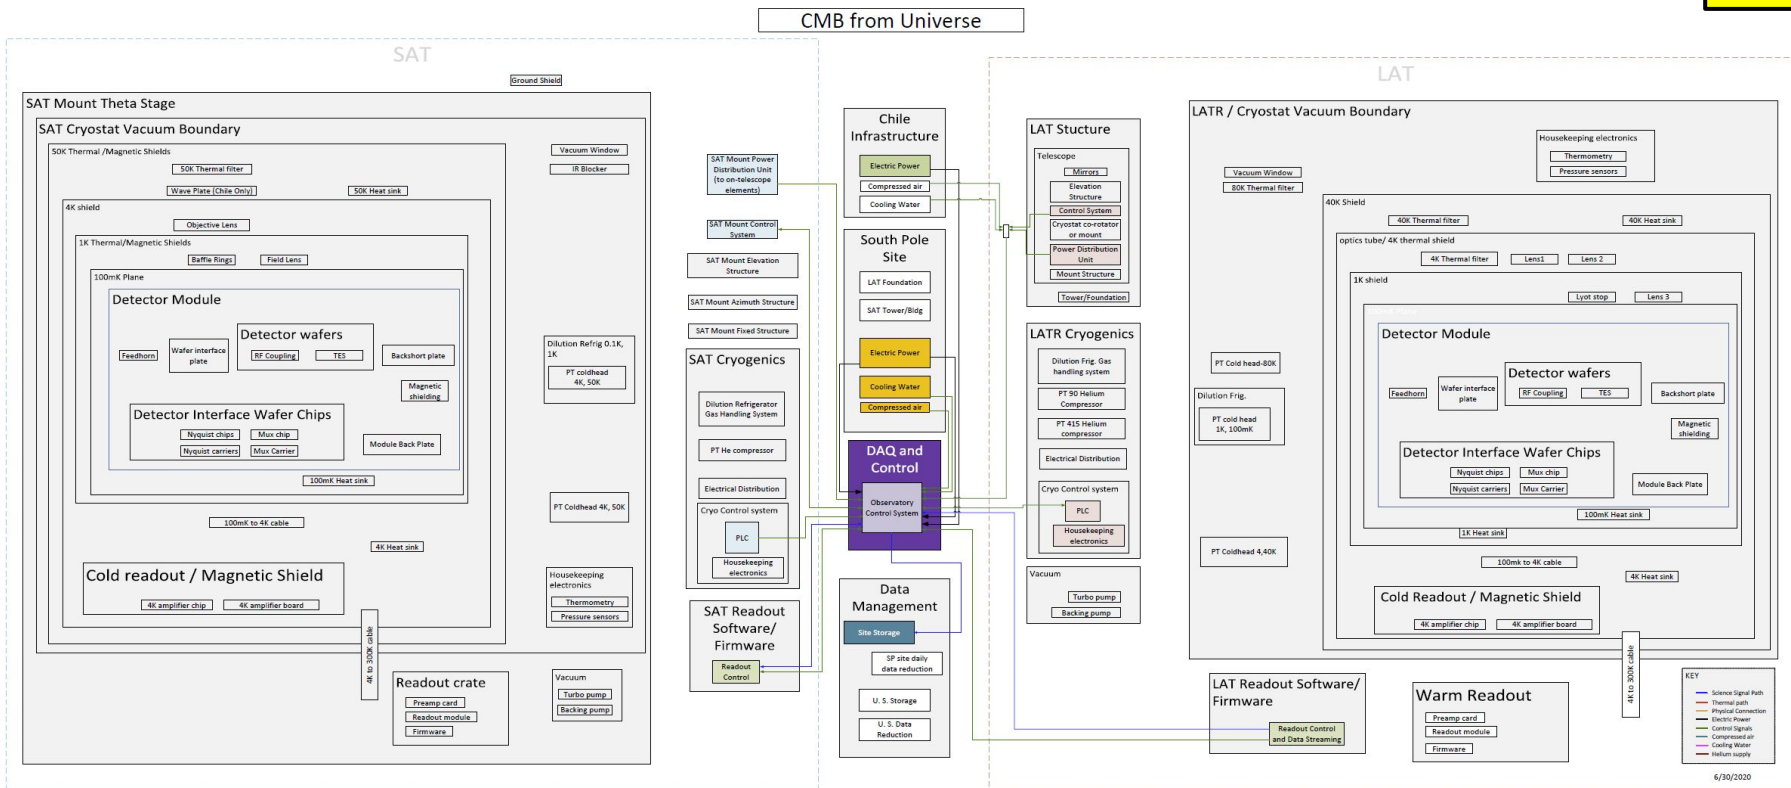 CMB from Universe
SAT
Ground Shield
SAT Mount Theta Stage
SAT Cryostat Vacuum Boundary
50K Thermal /Magnetic Shields
50K Thermal filter
Wave Plate (Chile Only)
50K Heat sink
Vacuum Window
IR Blocker
4K shield
Objective Lens
1K Thermal/Magnetic Shields
Baffle Rings
Field Lens
100mK Plane
Detector Module
Feedhorn
Wafer interface
plate
Detector wafers
RF Coupling
TES
Backshort plate
Magnetic
shielding
Detector Interface Wafer Chips
Nyquist chips
Mux chip
Nyquist carriers
Mux Carrier
Module Back Plate
100mK Heat sink
100mK to 4K cable
4K Heat sink
Cold readout / Magnetic Shield
4K amplifier chip
4K amplifier board
4K to 300K cable
Dilution Refrig 0.1K,
1K
PT coldhead
4K, 50K
PT Coldhead 4K, 50K
Housekeeping
electronics
Thermometry
Pressure sensors
Readout crate
Preamp card
Readout module
Firmware
Vacuum
Turbo pump
Backing pump
SAT Mount Power
Distribution Unit
(to on-telescope
elements)
SAT Mount Control
System
SAT Mount Elevation
Structure
SAT Mount Azimuth Structure
SAT Mount Fixed Structure
SAT Cryogenics
Dilution Refrigerator
Gas Handling System
PT He compressor
Electrical Distribution
Cryo Control system
PLC
Housekeeping
electronics
SAT Readout
Software/
Firmware
Readout
Control
Chile
Infrastructure
Electric Power
Compressed air
Cooling Water
South Pole
Site
LAT Foundation
SAT Tower/Bldg
Electric Power
Cooling Water
Compressed air
DAQ and
Control
Observatory
Control System
Data
Management
Site Storage
SP site daily
data reduction
U. S. Storage
U. S. Data
Reduction
LAT
LAT Stucture
Telescope
Mirrors
Elevation
Structure
Control System
Cryostat co-rotator
or mount
Power Distribution
Unit
Mount Structure
Tower/Foundation
LATR Cryogenics
Dilution Frig. Gas
handling system
PT 90 Helium
Compressor
PT 415 Helium
compressor
Electrical Distribution
Cryo Control system
PLC
Housekeeping
electronics
Vacuum
Turbo pump
Backing pump
LATR / Cryostat Vacuum Boundary
Housekeeping electronics
Thermometry
Pressure sensors
Vacuum Window
80K Thermal filter
40K Shield
40K Thermal filter
40K Heat sink
optics tube/ 4K thermal shield
4K Thermal filter
Lens1
Lens 2
1K shield
Lyot stop
Lens 3
Detector Module
Feedhorn
Wafer interface
plate
Detector wafers
RF Coupling
TES
Backshort plate
Magnetic
shielding
Detector Interface Wafer Chips
Nyquist chips
Mux chip
Nyquist carriers
Mux Carrier
Module Back Plate
100mK Heat sink
1K Heat sink
100mk to 4K cable
4K Heat sink
Cold Readout / Magnetic Shield
4K amplifier chip
4K amplifier board
4K to 300K cable
PT Cold head-80K
Dilution Frig.
PT cold head
1K, 100mK
PT Coldhead 4,40K
LAT Readout Software/
Firmware
Readout Control
and Data Streaming
Warm Readout
Preamp card
Readout module
Firmware
KEY
Science Signal Path
Thermal path
Physical Connection
Electric Power
Control Signals
Compressed air
Cooling Water
Helium supply
6/30/2020